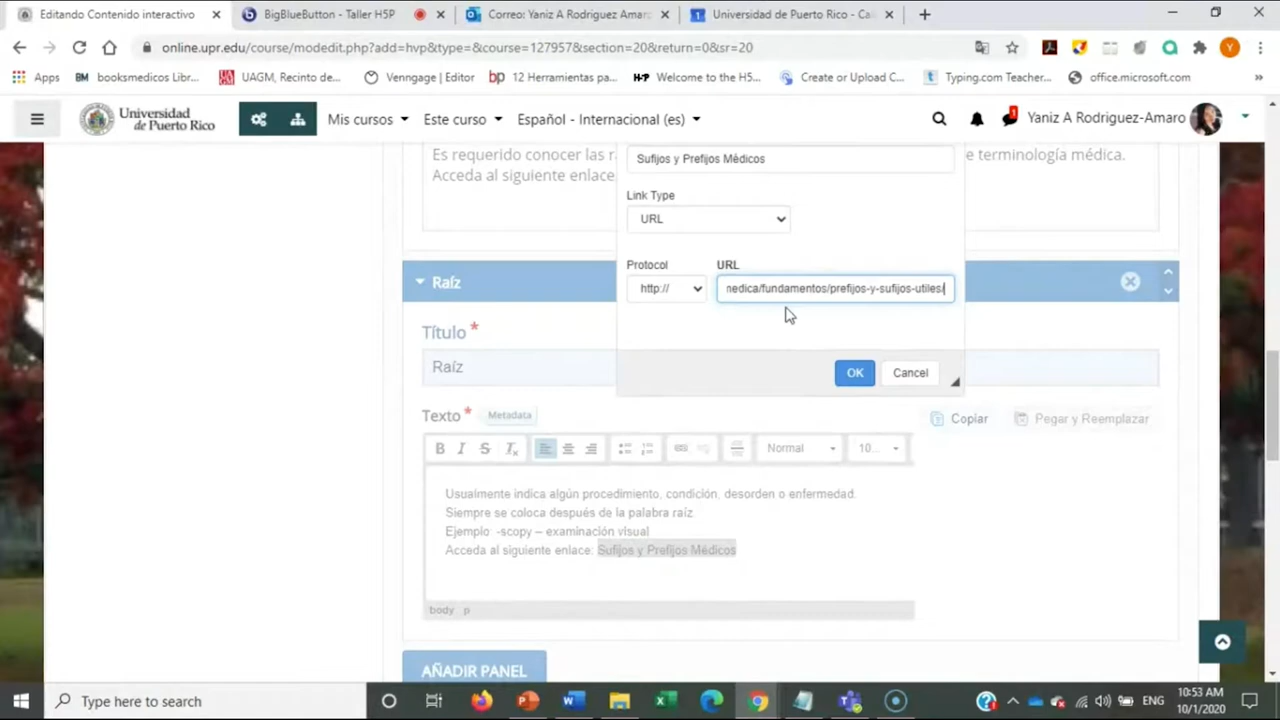 Editando Contenido interactivo
BigBlueButton - Taller H5P
Correo: Yaniz A Rodriguez Amaro
Universidad de Puerto Rico - Ca
online.upr.edu/course/modedit.php?add=hvp&type=&course=127957&section=20&return=0&sr=20
Apps
BM booksmedicos Libr...
UAGM, Recinto de...
Venngage | Editor
bp 12 Herramientas pa...
H-P Welcome to the H5...
Create or Upload C...
Typing.com Teacher...
office.microsoft.com
Universidad
de Puerto Rico
Mis cursos
Este curso
Español - Internacional (es)
1
Yaniz A Rodriguez-Amaro
Es requerido conocer las ra
e terminología médica.
Acceda al siguiente enlace
Sufijos y Prefijos Médicos
Link Type
URL
Protocol
URL
http://
nedica/fundamentos/prefijos-y-sufijos-utiles/
OK
Cancel
Raíz
Título *
Raíz
Texto *
Metadata
Copiar
Pegar y Reemplazar
B I S Tx
Normal
10...
Usualmente indica algún procedimiento, condición, desorden o enfermedad.
Siempre se coloca después de la palabra raíz
Ejemplo -scopy – examinación visual
Acceda al siguiente enlace: Sufijos y Prefijos Médicos
body p
AÑADIR PANEL
Type here to search
ENG
10:53 AM
10/1/2020